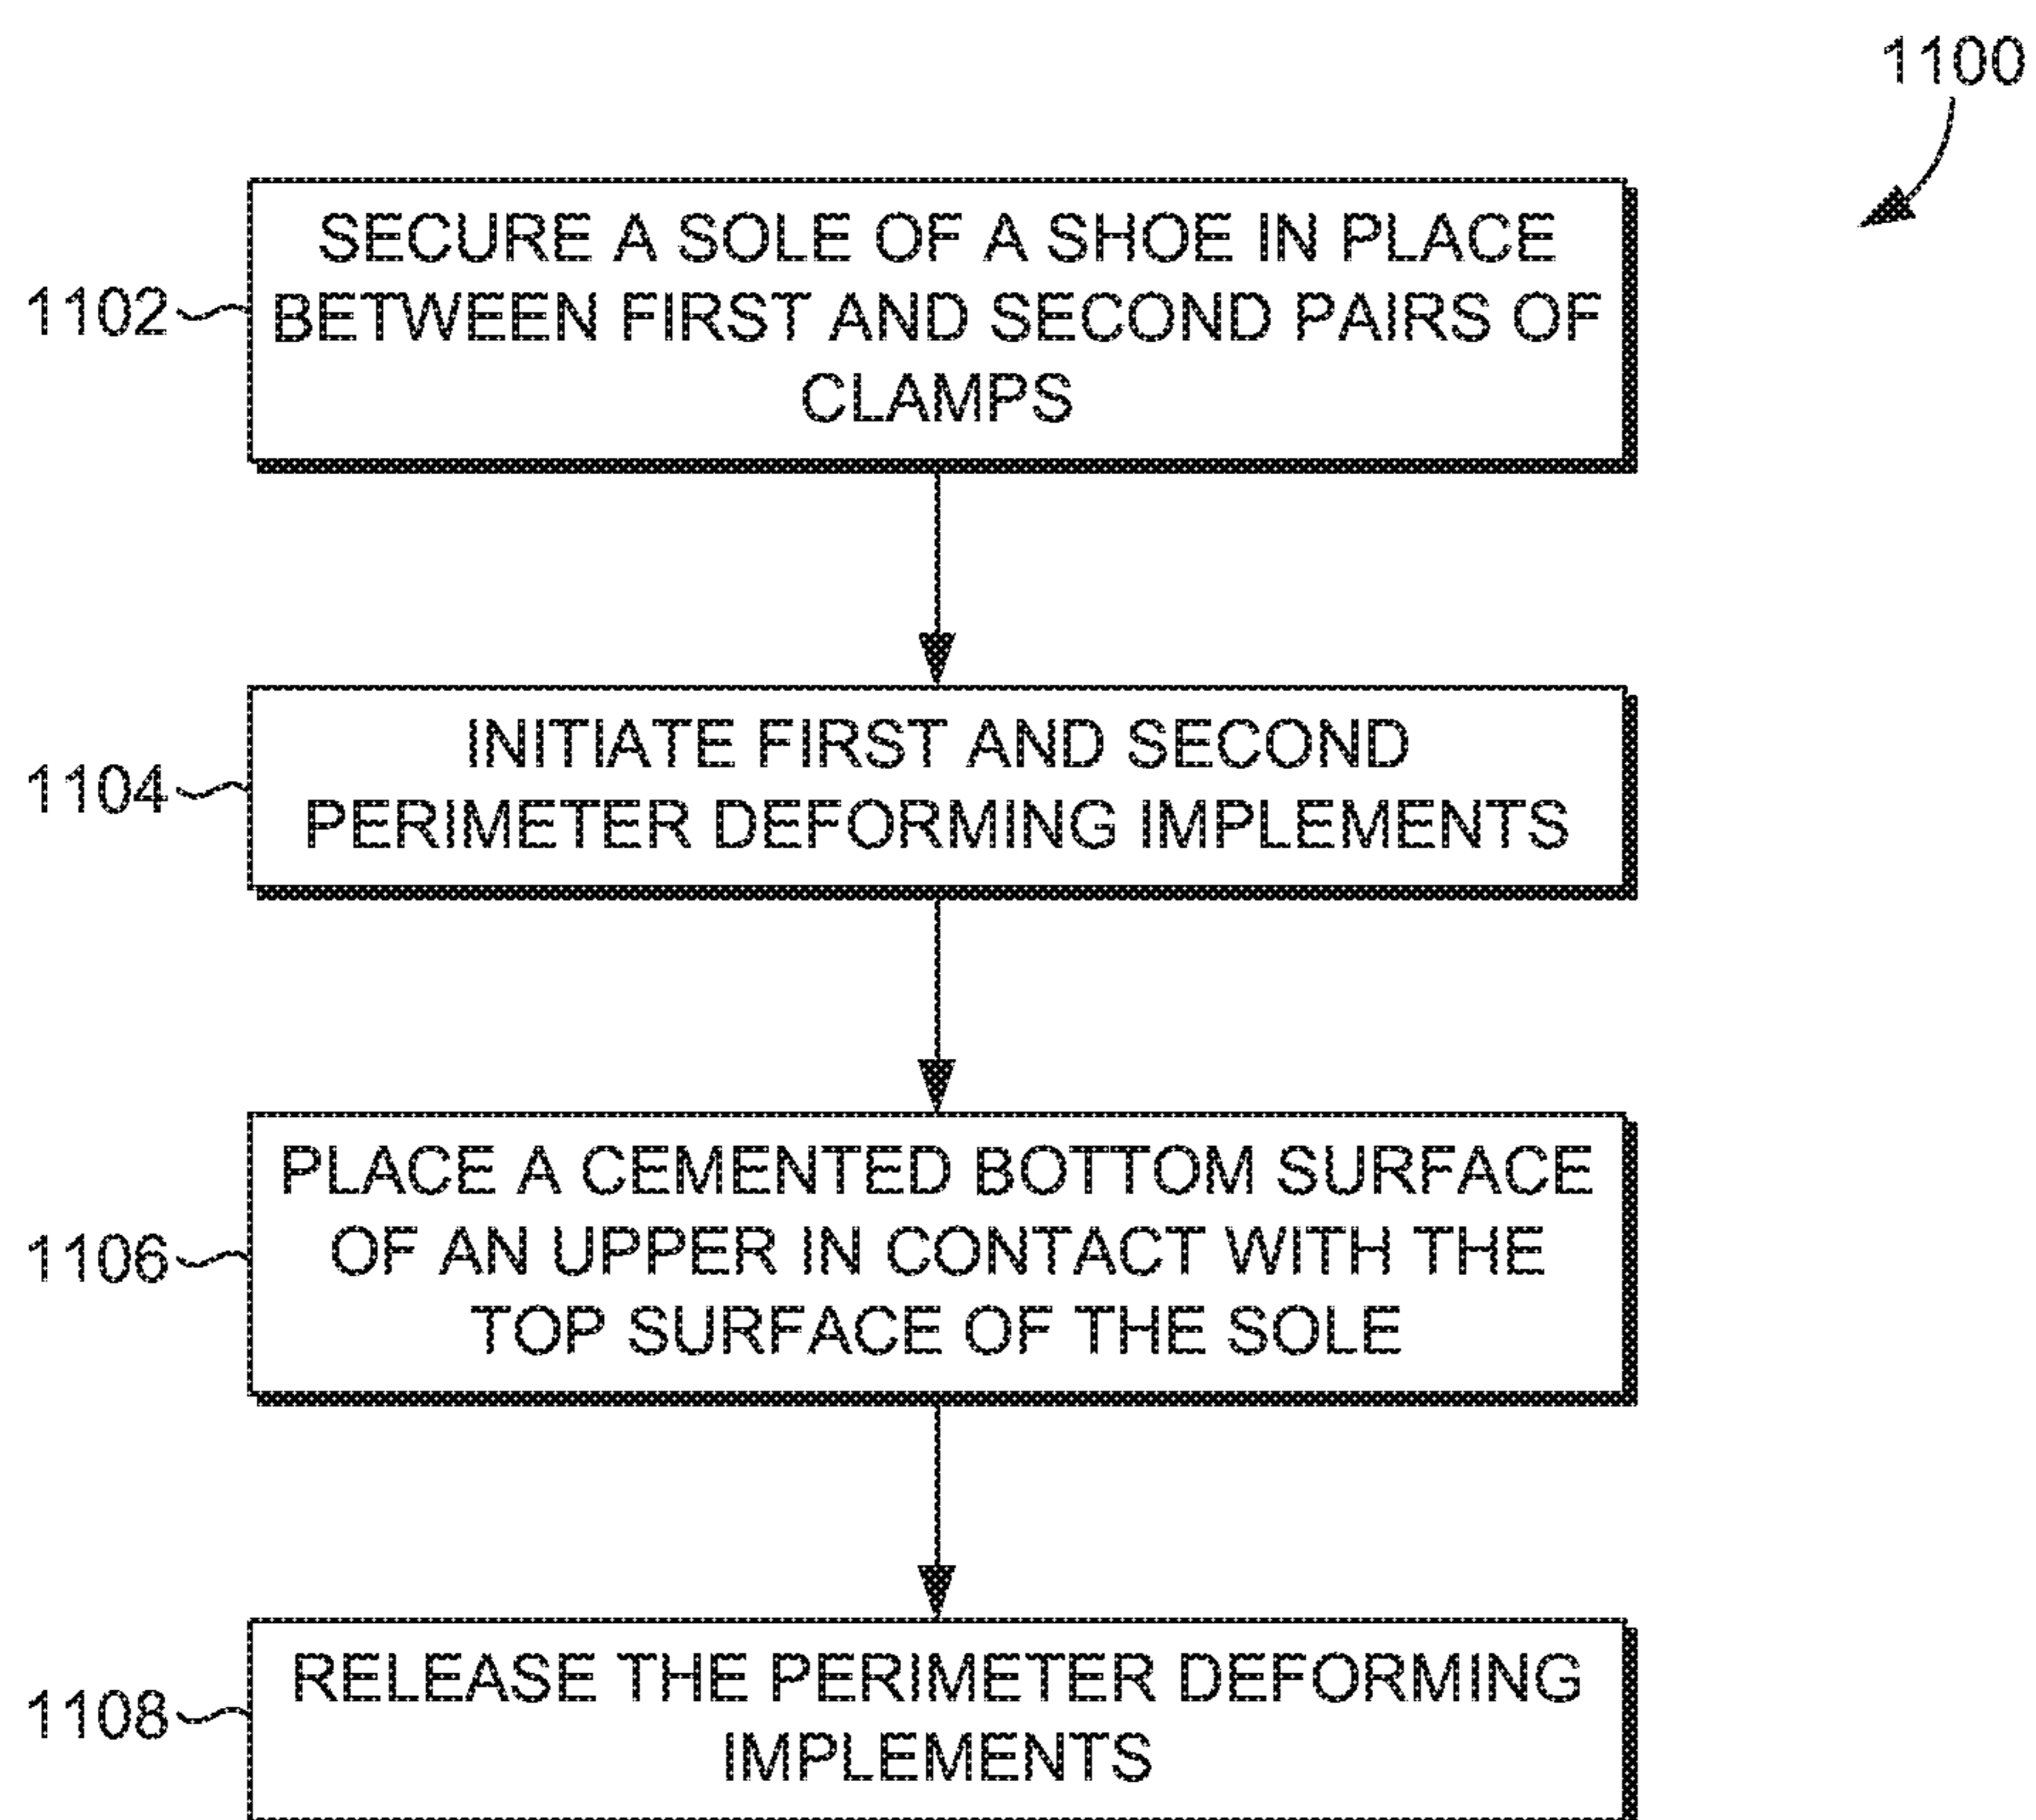 1100
1102
SECURE A SOLE OF A SHOE IN PLACE
BETWEEN FIRST AND SECOND PAIRS OF
CLAMPS
1104
INITIATE FIRST AND SECOND
PERIMETER DEFORMING IMPLEMENTS
1106
PLACE A CEMENTED BOTTOM SURFACE
OF AN UPPER IN CONTACT WITH THE
TOP SURFACE OF THE SOLE
1108
RELEASE THE PERIMETER DEFORMING
IMPLEMENTS